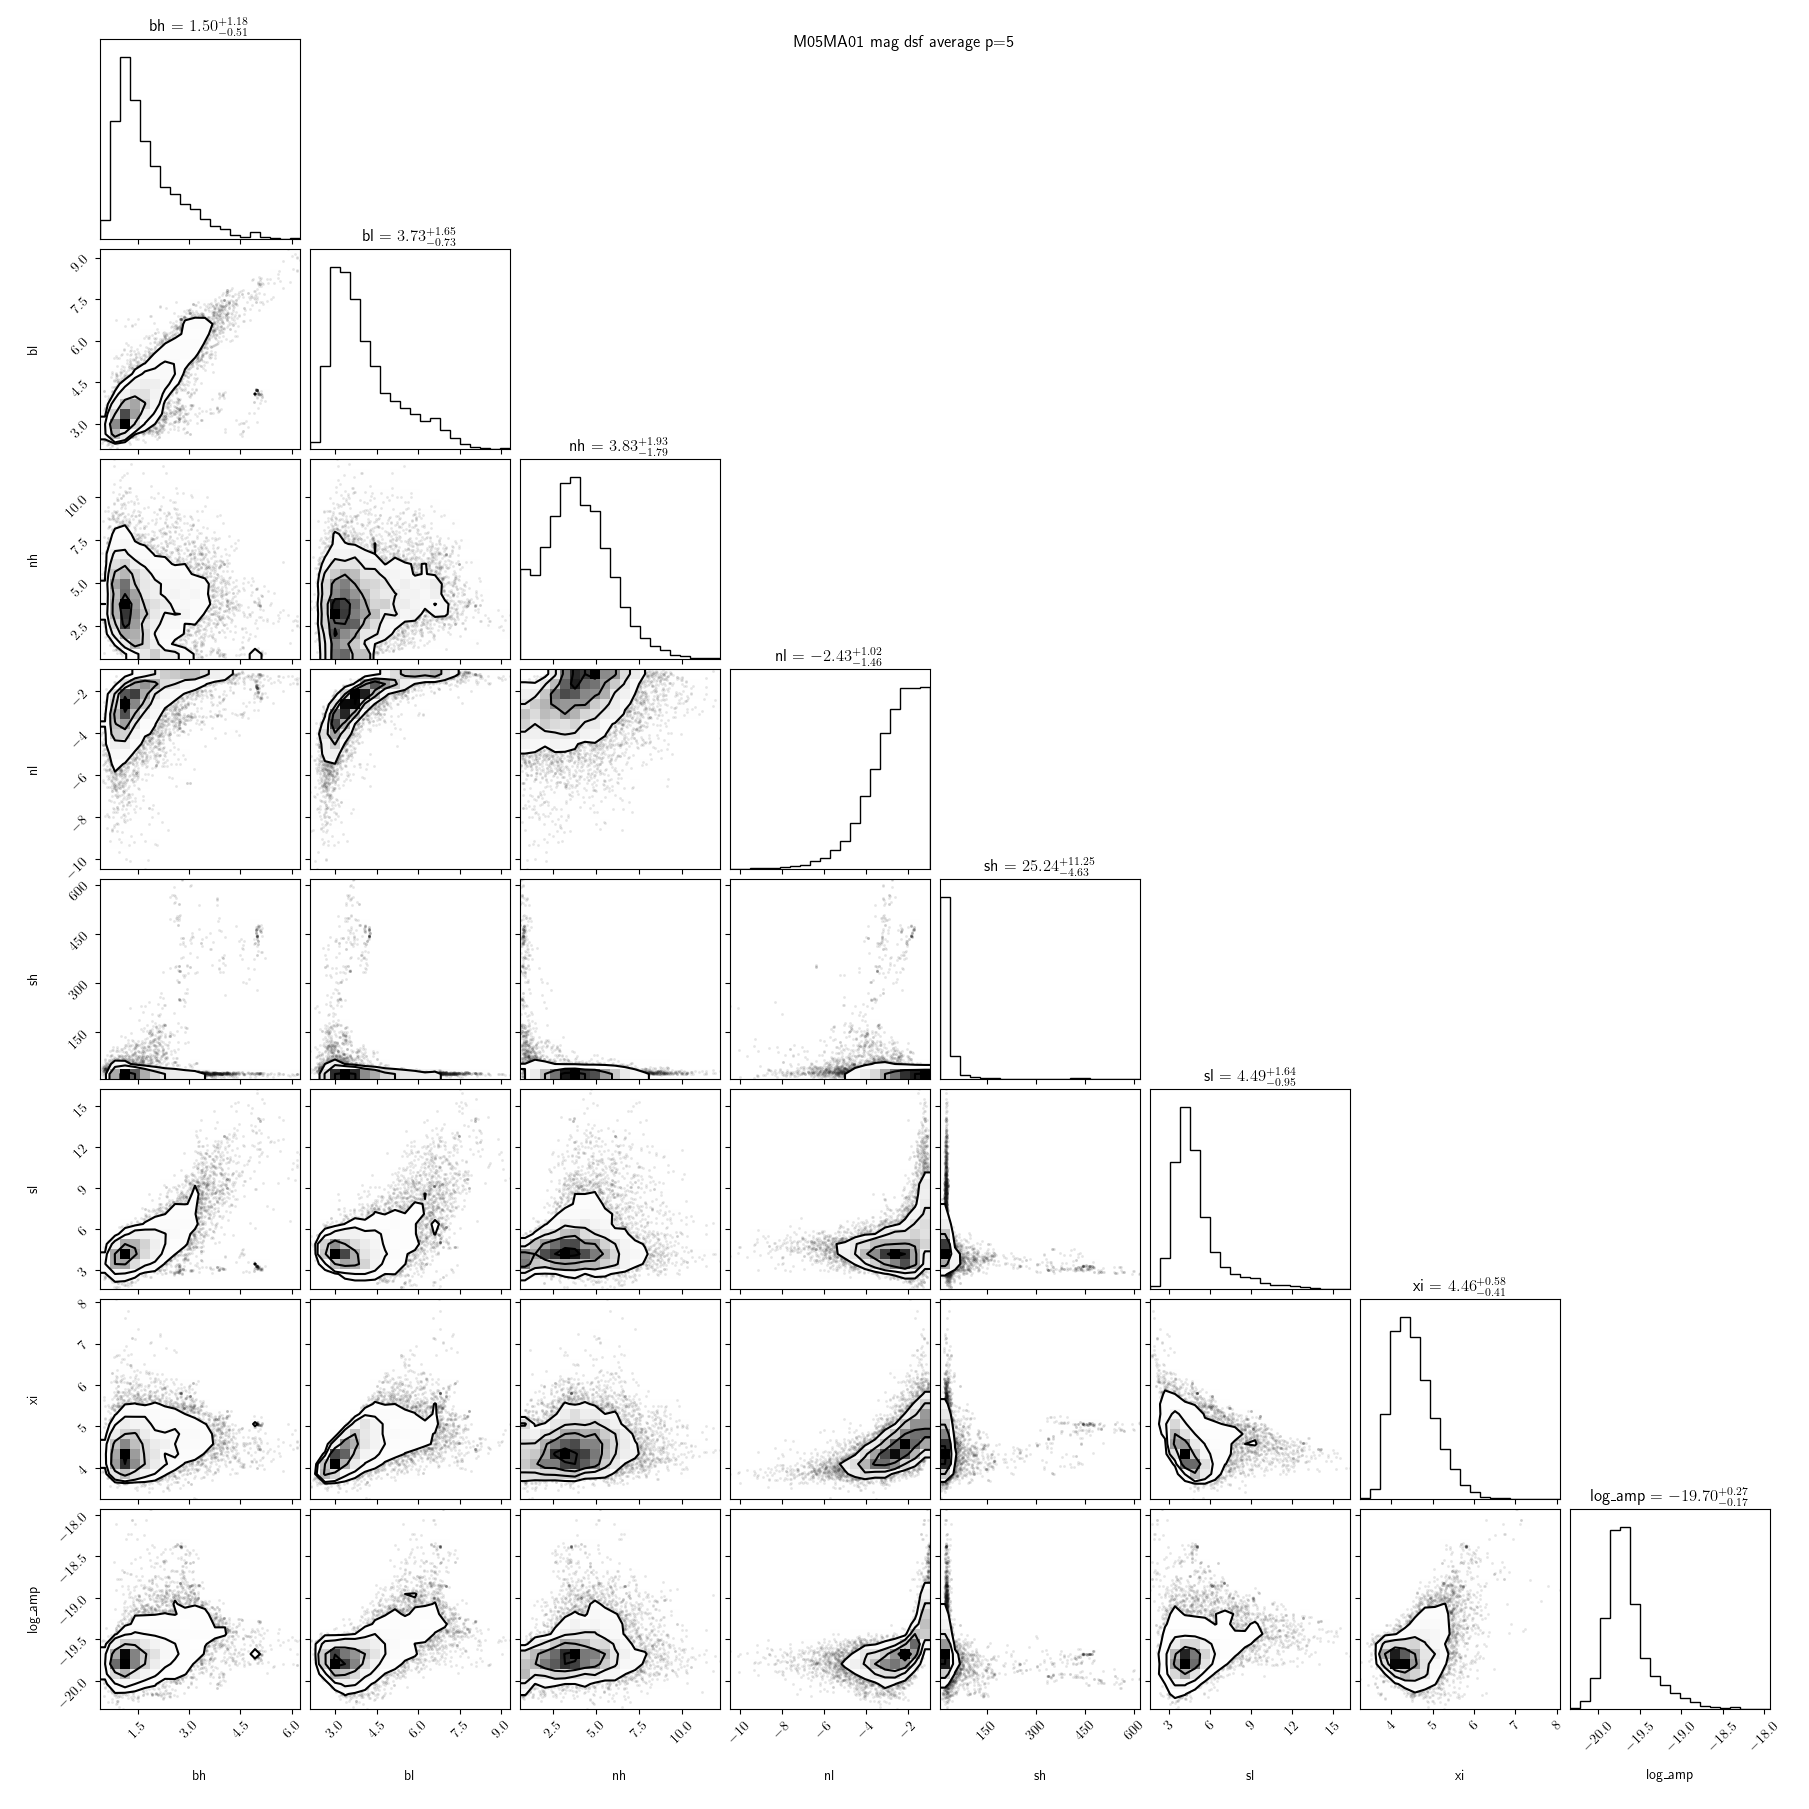 M05MA01 mag dsf average p=5
bh = 1.50+1.18 −0.51
bl = 3.73+1.65 −0.73
nh = 3.83+1.93 −1.79
nl = −2.43+1.02 −1.46
sh = 25.24+11.25 −4.63
sl = 4.49+1.64 −0.95
xi = 4.46+0.58 −0.41
log_amp = −19.70+0.27 −0.17
bl
9.0
7.5
6.0
4.5
3.0
nh
10.0
7.5
5.0
2.5
nl
−2
−4
−6
−8
−10
sh
600
450
300
150
sl
15
12
9
6
3
xi
8
7
6
5
4
log_amp
−18.0
−18.5
−19.0
−19.5
−20.0
1.5 3.0 4.5 6.0
3.0 4.5 6.0 7.5 9.0
2.5 5.0 7.5 10.0
−10 −8 −6 −4 −2
150 300 450 600
3 6 9 12 15
4 5 6 7 8
−20.0 −19.5 −19.0 −18.5 −18.0
bh bl nh nl sh sl xi log_amp